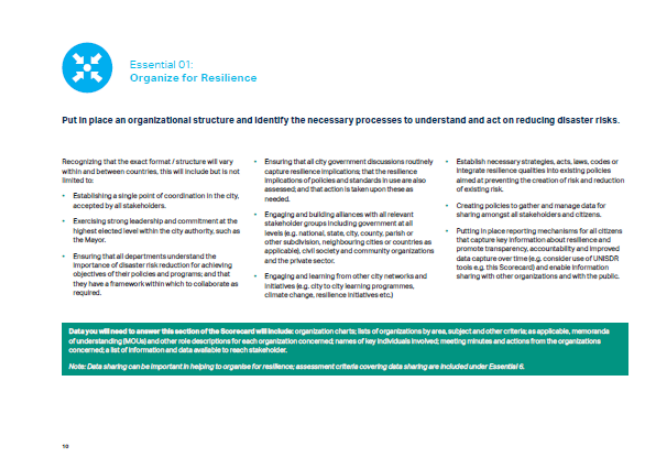 Essential 01:
Organize for Resilience
Put in place an organizational structure and identify the necessary processes to understand and act on reducing disaster risks.
Recognizing that the exact format / structure will vary
within and between countries, this will include but is not
limited to:
• Establishing a single point of coordination in the city,
accepted by all stakeholders.
• Exercising strong leadership and commitment at the
highest elected level within the city authority, such as
the Mayor.
• Ensuring that all departments understand the
importance of disaster risk reduction for achieving
objectives of their policies and programs; and that
they have a framework within which to collaborate as
required.
• Ensuring that all city government discussions routinely
capture resilience implications; that the resilience
implications of policies and standards in use are also
assessed; and that action is taken upon these as
needed.
• Engaging and building alliances with all relevant
stakeholder groups including government at all
levels (e.g. national, state, city, county, parish or
other subdivision, neighbouring cities or countries as
applicable), civil society and community organizations
and the private sector.
• Engaging and learning from other city networks and
initiatives (e.g. city to city learning programmes,
climate change, resilience initiatives etc.)
• Establish necessary strategies, acts, laws, codes or
integrate resilience qualities into existing policies
aimed at preventing the creation of risk and reduction
of existing risk.
• Creating policies to gather and manage data for
sharing amongst all stakeholders and citizens.
• Putting in place reporting mechanisms for all citizens
that capture key information about resilience and
promote transparency, accountability and improved
data capture over time (e.g. consider use of UNISDR
tools e.g. this Scorecard) and enable information
sharing with other organizations and with the public.
Data you will need to answer this section of the Scorecard will include: organization charts; lists of organizations by area, subject and other criteria; as applicable, memoranda
of understanding (MOUs) and other role descriptions for each organization concerned; names of key individuals involved; meeting minutes and actions from the organizations
concerned; a list of information and data available to reach stakeholder.
Note: Data sharing can be important in helping to organise for resilience; assessment criteria covering data sharing are included under Essential 6.